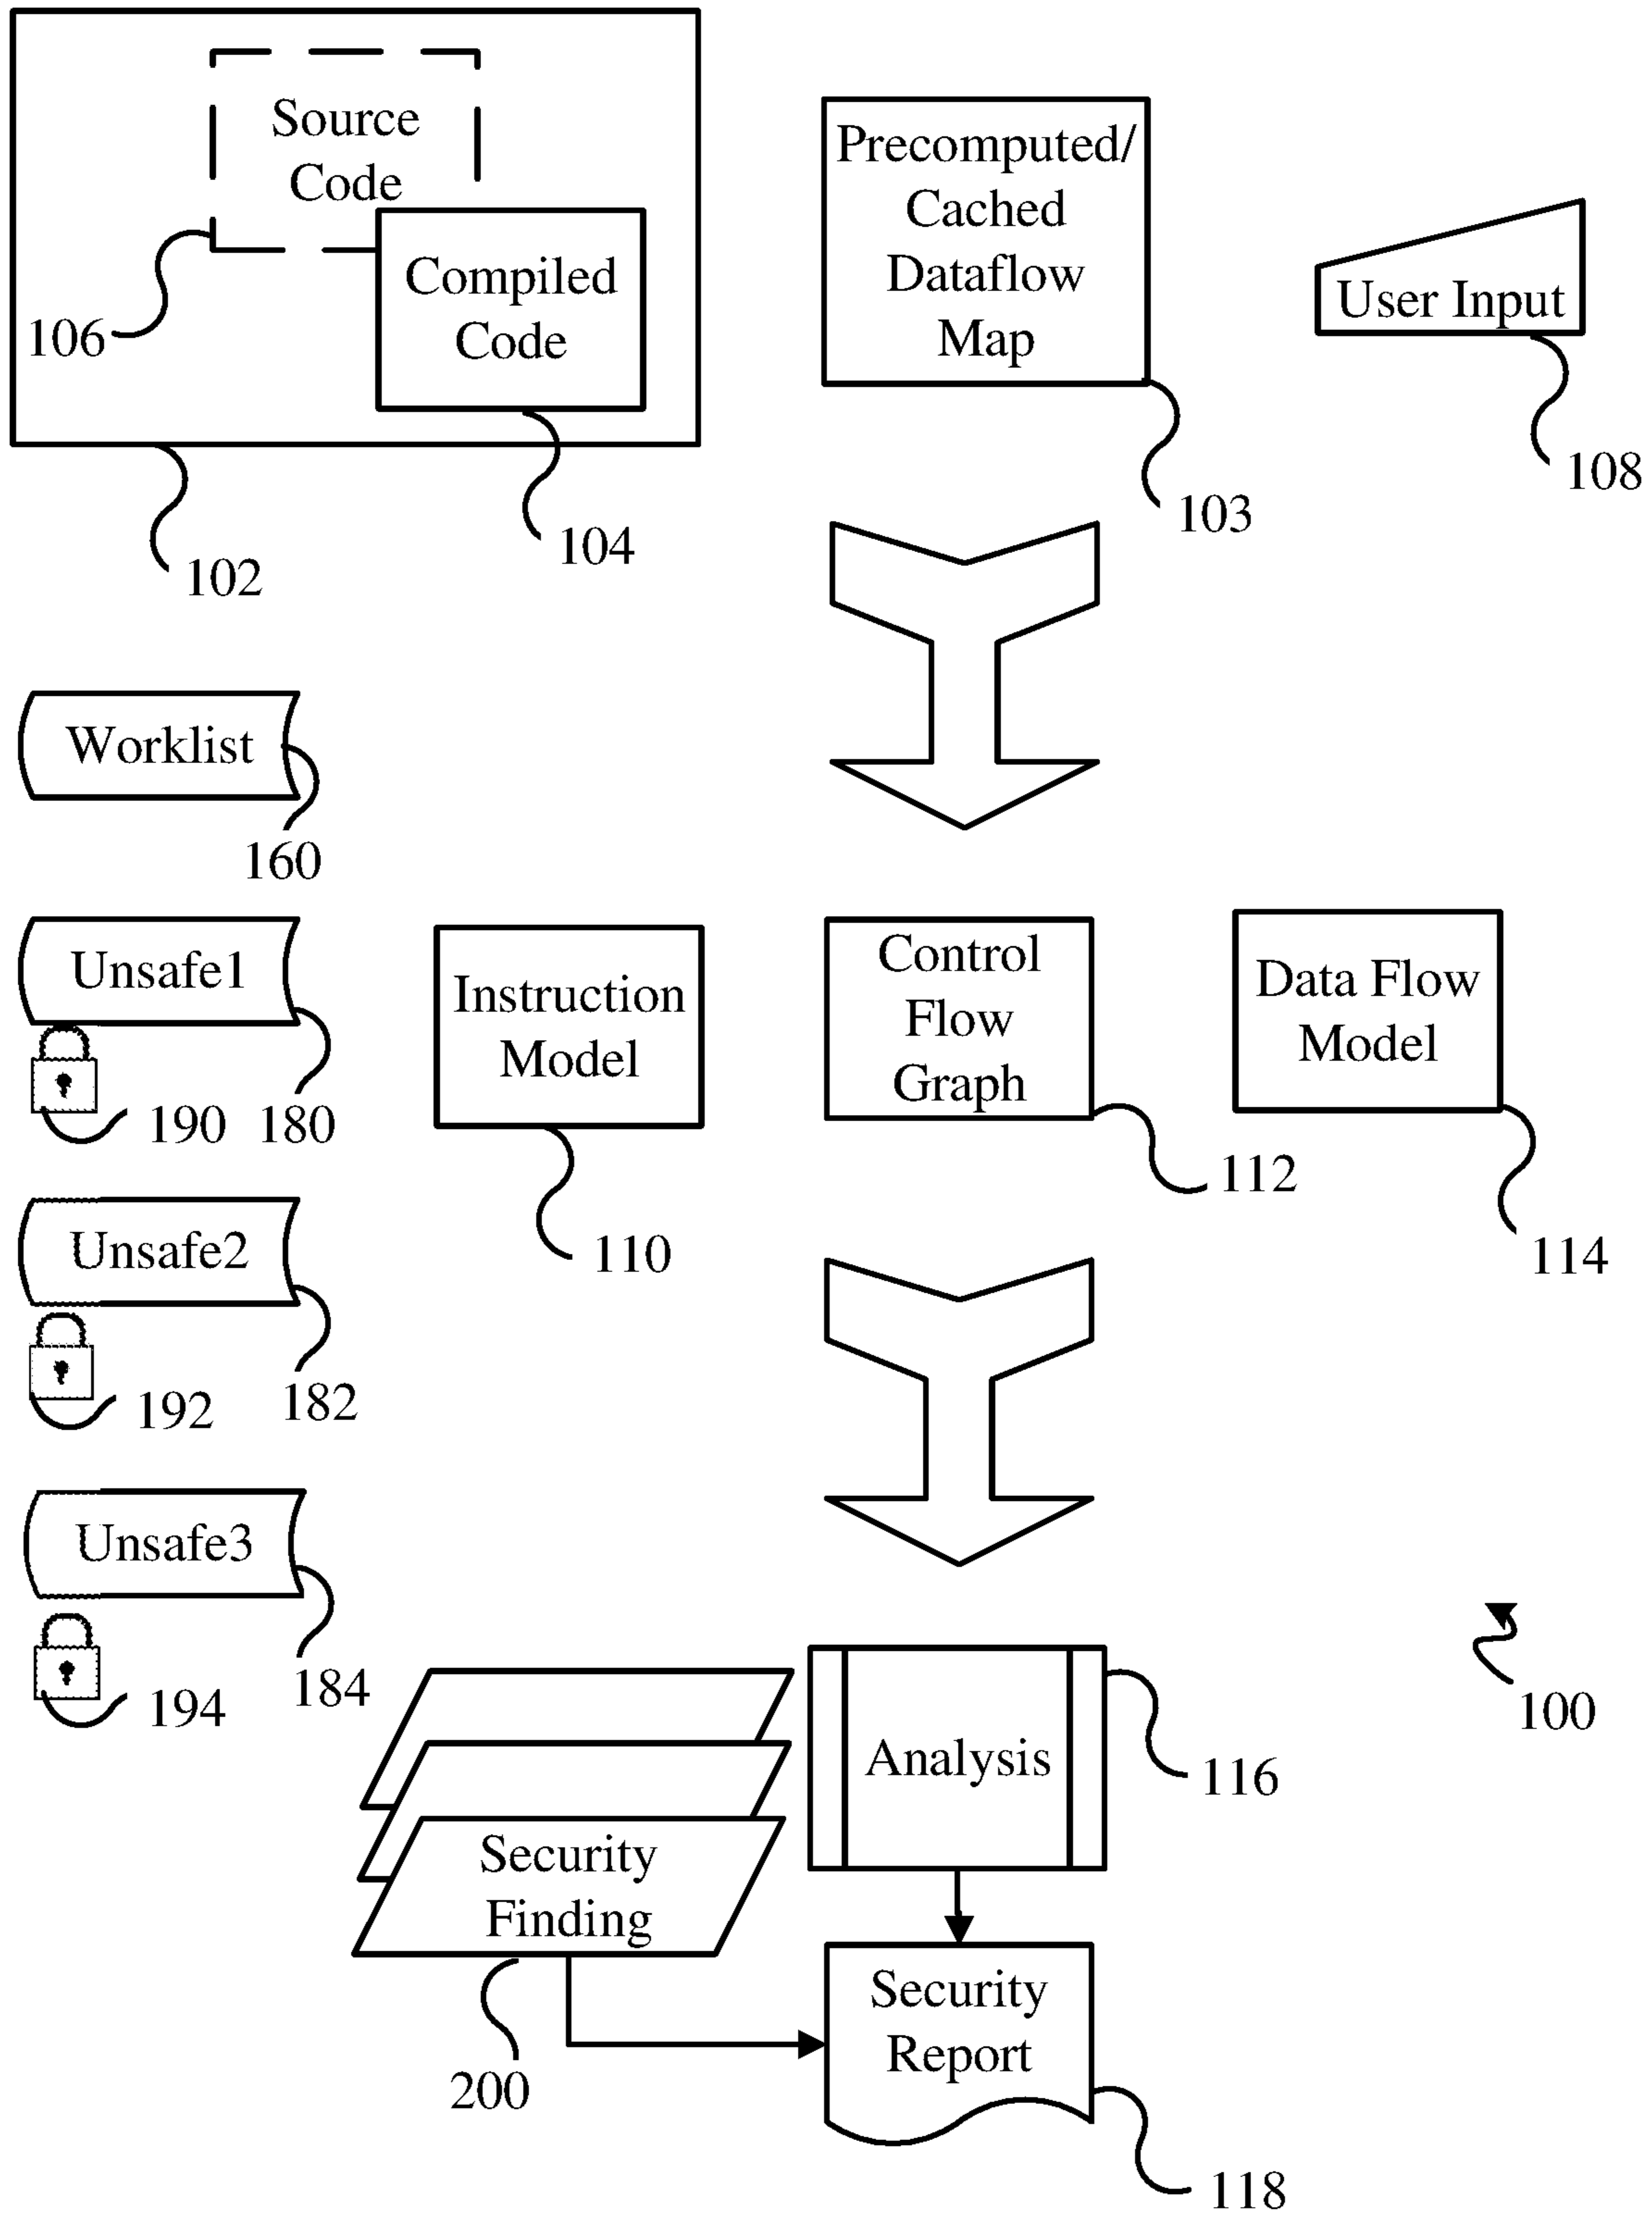 Source
Code
Compiled
Code
106
104
102
Precomputed/
Cached
Dataflow
Map
103
User Input
108
Worklist
160
Unsafe1
190
180
Instruction
Model
110
Control
Flow
Graph
112
Data Flow
Model
114
Unsafe2
192
182
Unsafe3
194
184
100
Analysis
116
Security
Finding
200
Security
Report
118